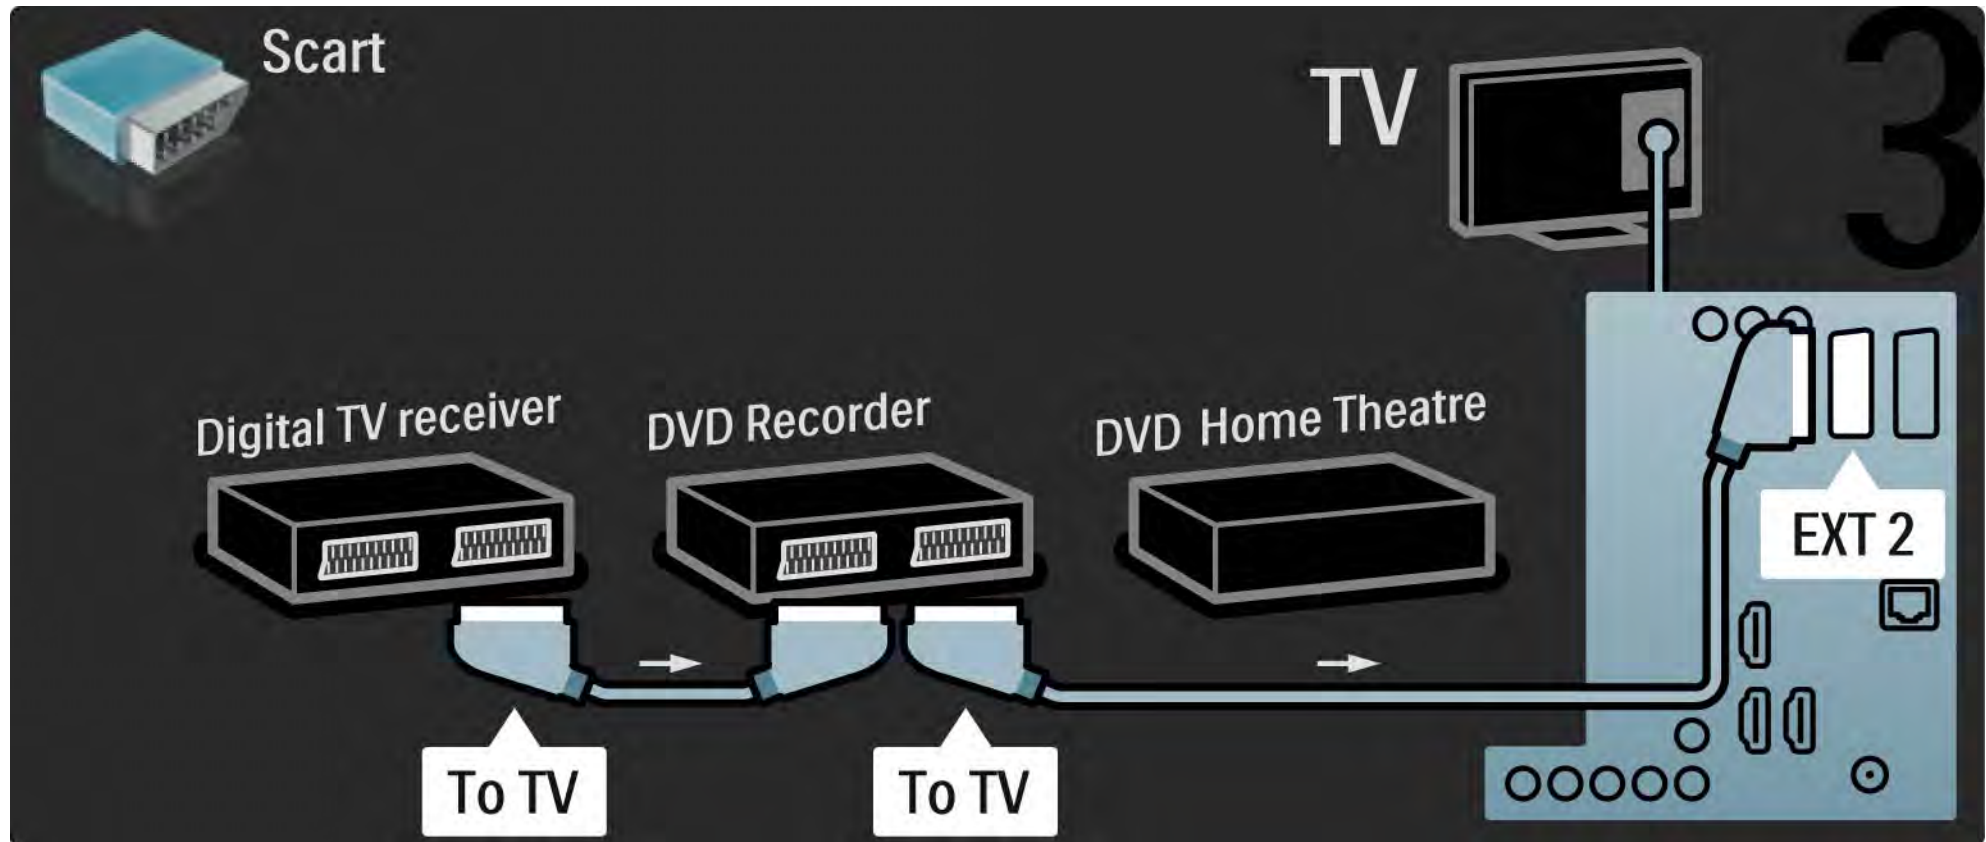 Scart
TV
3
Digital TV receiver
DVD Recorder
DVD Home Theatre
EXT 2
To TV
To TV